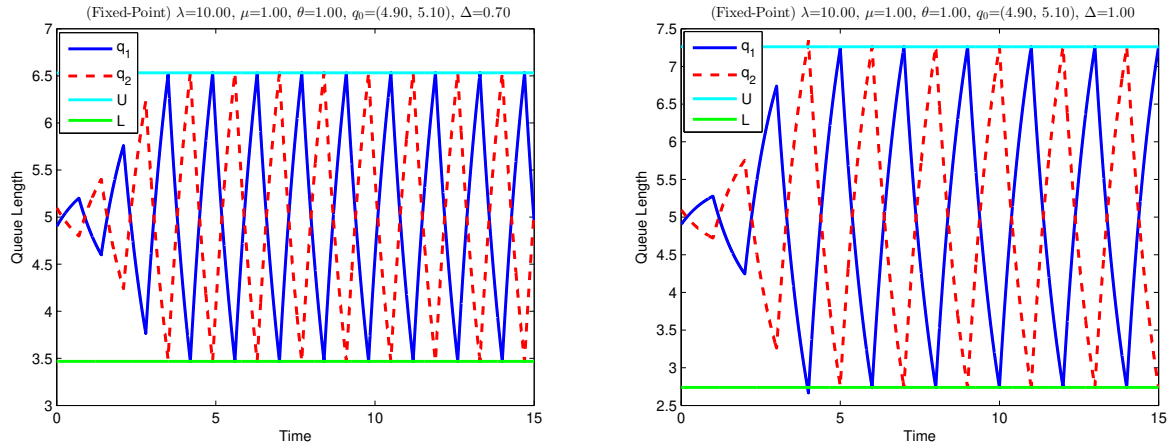 (Fixed-Point) λ=10.00, μ=1.00, θ=1.00, q₀=(4.90, 5.10), Δ=0.70
7
6.5
6
5.5
5
4.5
4
3.5
3
Queue Length
q₁
q₂
U
L
0
5
10
15
Time
(Fixed-Point) λ=10.00, μ=1.00, θ=1.00, q₀=(4.90, 5.10), Δ=1.00
7.5
7
6.5
6
5.5
5
4.5
4
3.5
3
2.5
Queue Length
q₁
q₂
U
L
0
5
10
15
Time